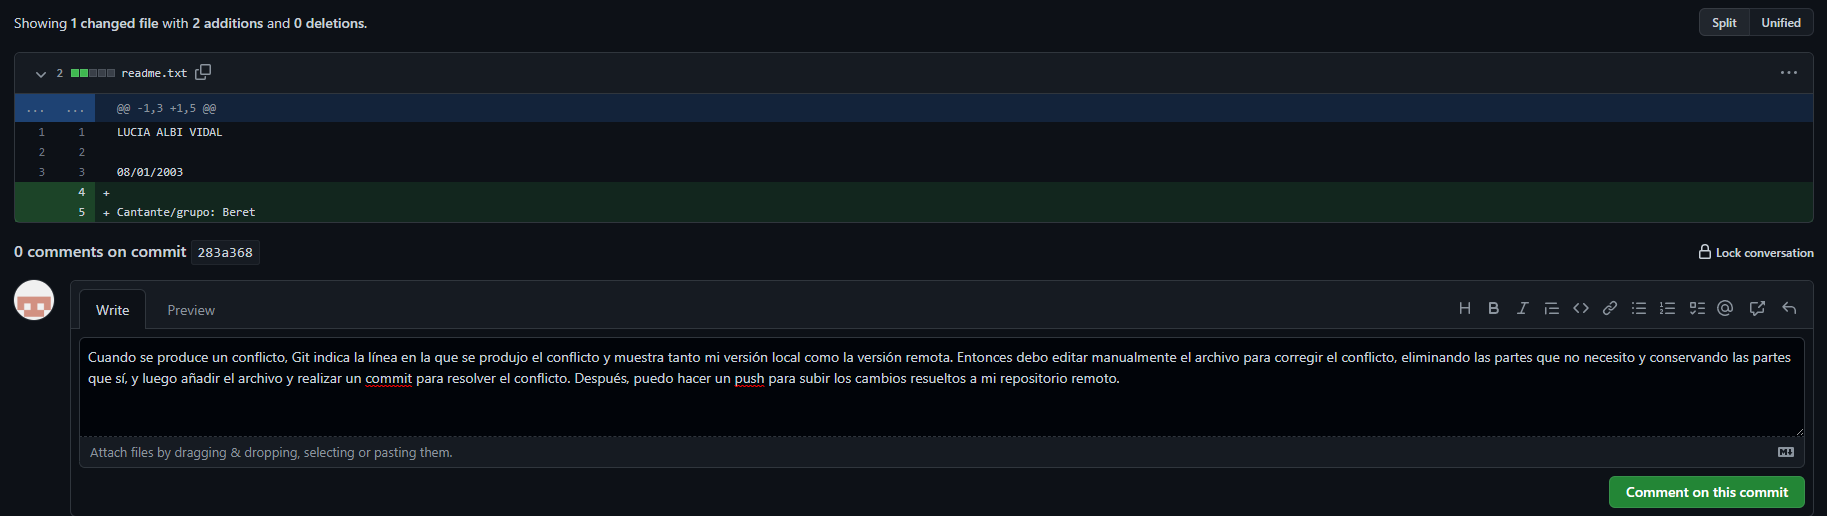 Showing 1 changed file with 2 additions and 0 deletions.
Split Unified
2 readme.txt
... ... @@ -1,3 +1,5 @@
1 1 LUCIA ALBI VIDAL
2 2
3 3 08/01/2003
4 +
5 + Cantante/grupo: Beret
0 comments on commit 283a368
Lock conversation
Write Preview
Cuando se produce un conflicto, Git indica la línea en la que se produjo el conflicto y muestra tanto mi versión local como la versión remota. Entonces debo editar manualmente el archivo para corregir el conflicto, eliminando las partes que no necesito y conservando las partes
que sí, y luego añadir el archivo y realizar un commit para resolver el conflicto. Después, puedo hacer un push para subir los cambios resueltos a mi repositorio remoto.
Attach files by dragging & dropping, selecting or pasting them.
Comment on this commit